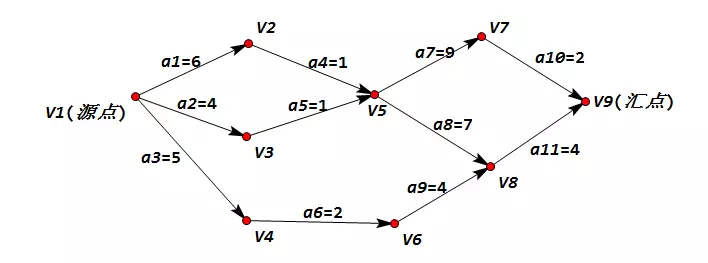 V2
V7
a1=6
a4=1
a7=9
a10=2
V1(源点)
a2=4
a5=1
V5
V9(汇点)
a8=7
V3
a3=5
a11=4
V8
a9=4
a6=2
V4
V6